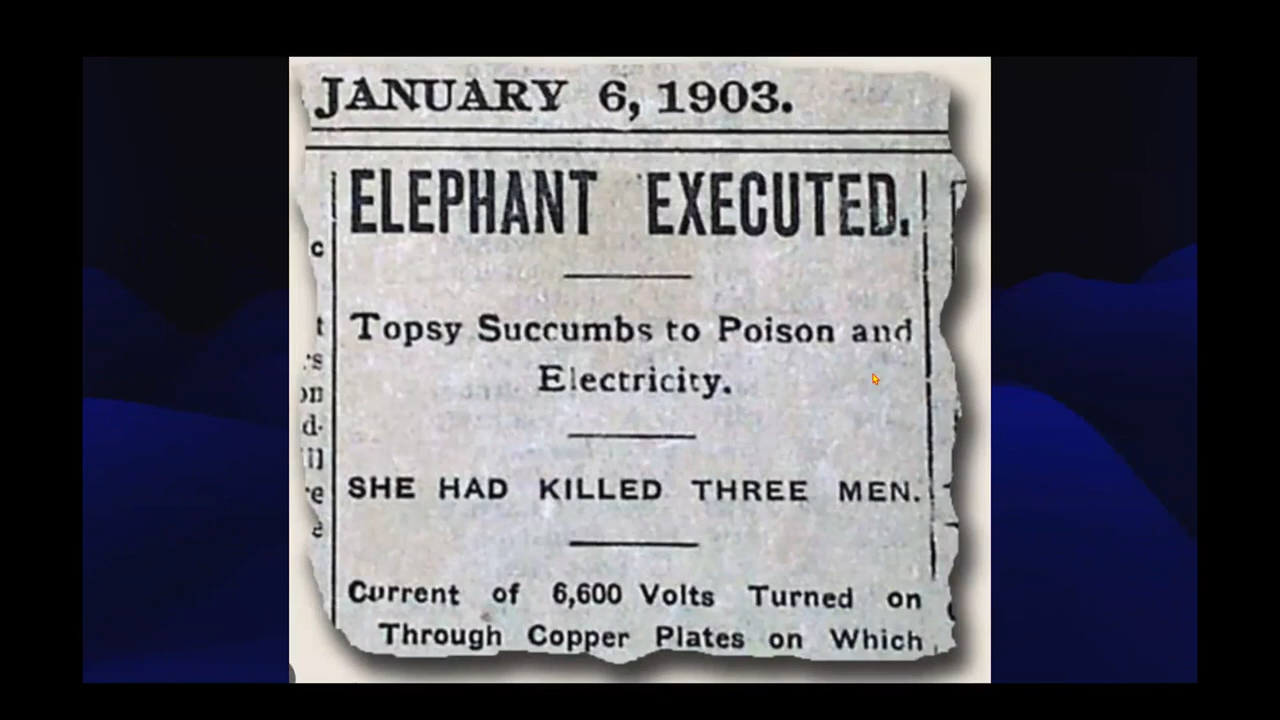 JANUARY 6, 1903.
ELEPHANT EXECUTED.
Topsy Succumbs to Poison and
Electricity.
SHE HAD KILLED THREE MEN.
Current of 6,600 Volts Turned on
Through Copper Plates on Which